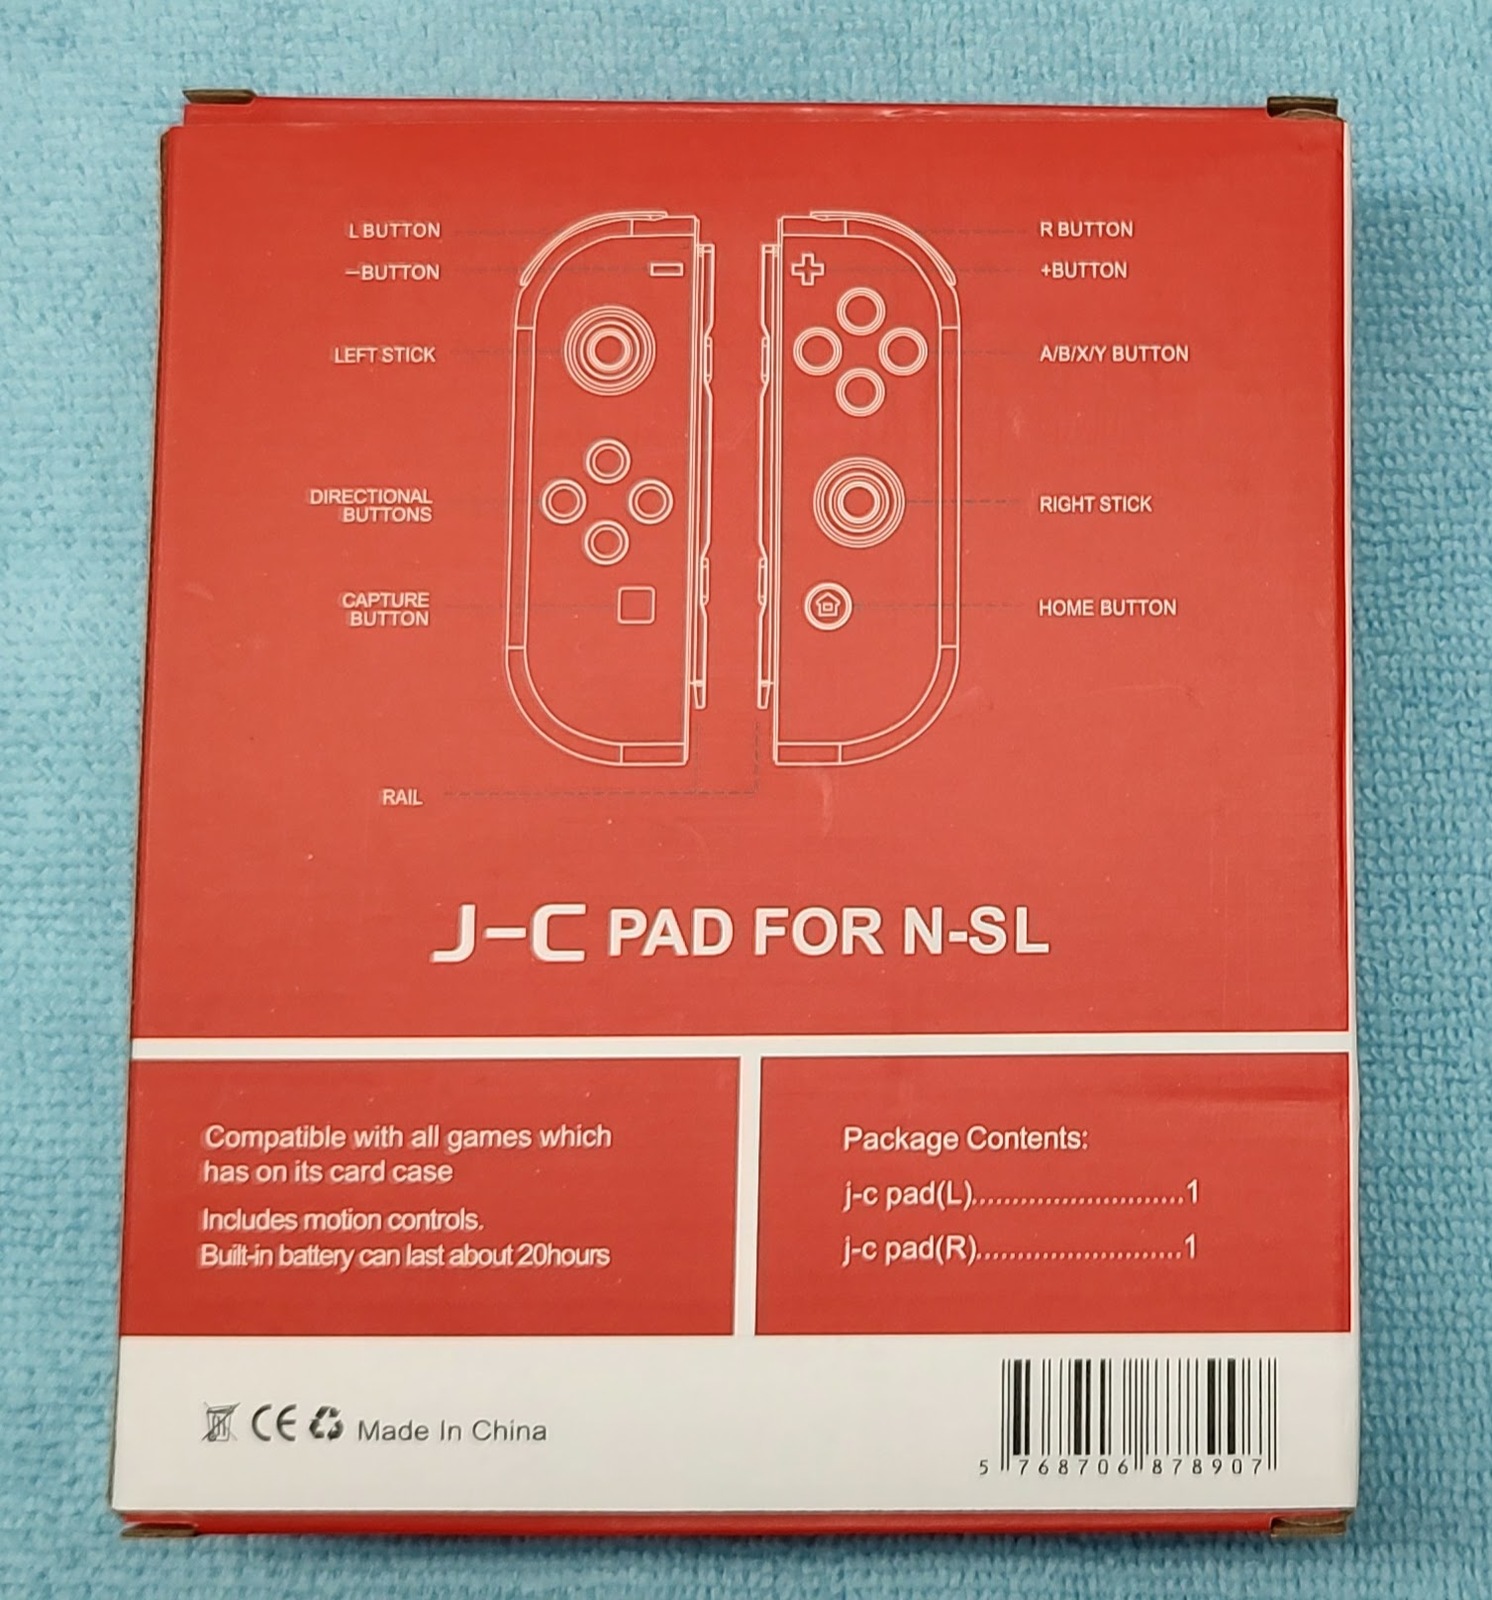 L BUTTON
R BUTTON
–BUTTON
+BUTTON
LEFT STICK
A/B/X/Y BUTTON
DIRECTIONAL
BUTTONS
RIGHT STICK
CAPTURE
BUTTON
HOME BUTTON
RAIL
J-C PAD FOR N-SL
Compatible with all games which
has on its card case
Includes motion controls.
Built-in battery can last about 20hours
Package Contents:
j-c pad(L)..........................1
j-c pad(R)..........................1
CE Made In China
5 768706 878907